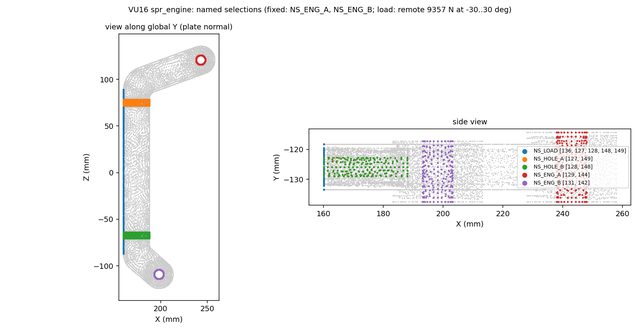 VU16 spr_engine: named selections (fixed: NS_ENG_A, NS_ENG_B; load: remote 9357 N at -30..30 deg)
view along global Y (plate normal)
Z (mm)
100
50
0
−50
−100
200
250
X (mm)
side view
Y (mm)
−120
−130
160
180
200
220
240
260
X (mm)
NS_LOAD [136, 127, 128, 148, 149]
NS_HOLE_A [127, 149]
NS_HOLE_B [128, 148]
NS_ENG_A [129, 144]
NS_ENG_B [131, 142]